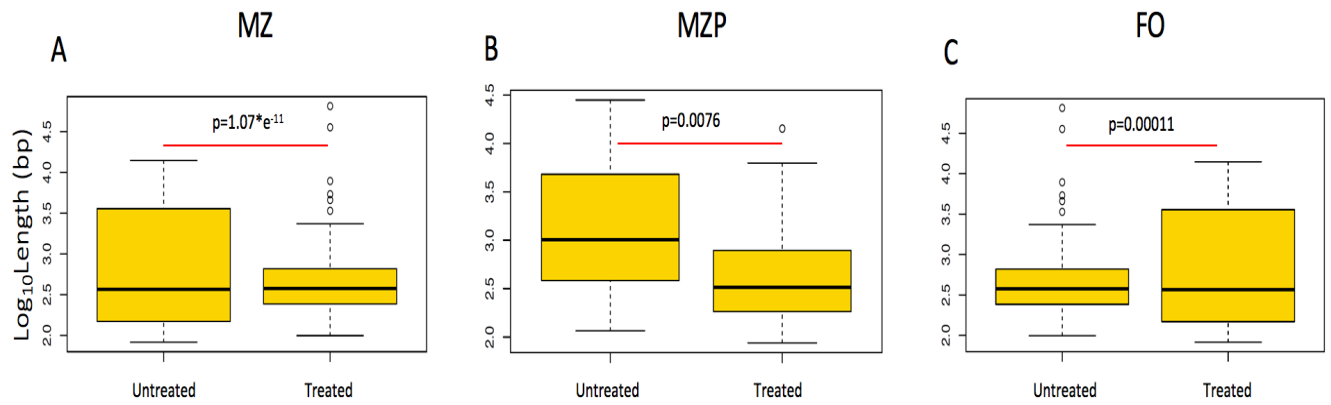 MZ
MZP
FO
A
B
C
p=1.07*e-11
p=0.0076
p=0.00011
Log10Length (bp)
4.5
4.0
3.5
3.0
2.5
2.0
4.5
4.0
3.5
3.0
2.5
2.0
4.5
4.0
3.5
3.0
2.5
2.0
Untreated
Treated
Untreated
Treated
Untreated
Treated